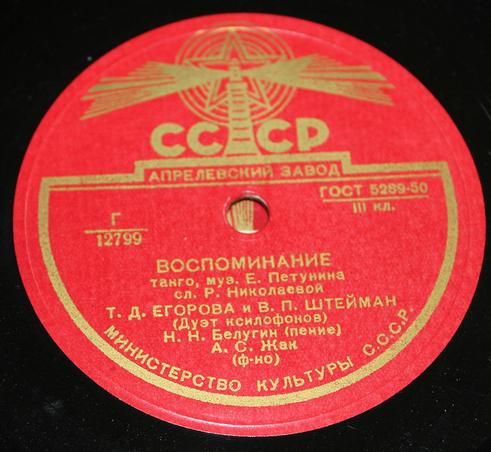 СССР
АПРЕЛЕВСКИЙ ЗАВОД
ГОСТ 5289-50
III кл.
Г
12799
ВОСПОМИНАНИЕ
танго, муз. Е. Петунина
сл. Р. Николаевой
Т. Д. ЕГОРОВА и В. П. ШТЕЙМАН
(Дуэт ксилофонов)
Н. Н. Белугин (пение)
А. С. Жак
(ф-но)
МИНИСТЕРСТВО КУЛЬТУРЫ С.С.С.Р.